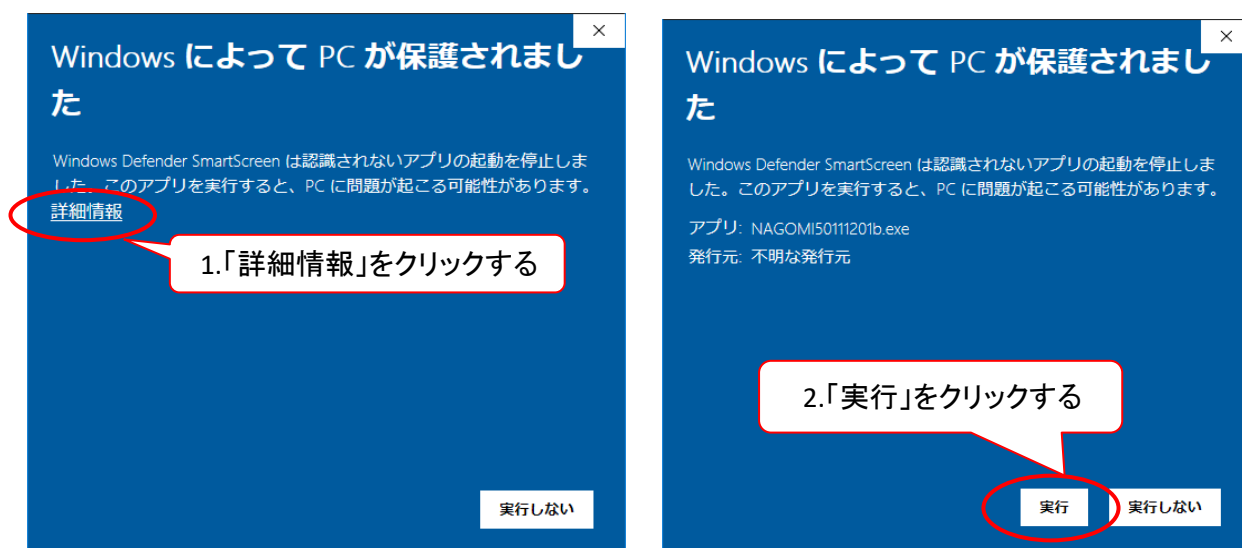 Windows によって PC が保護されまし
た
Windows Defender SmartScreen は認識されないアプリの起動を停止しま
した。このアプリを実行すると、PC に問題が起こる可能性があります。
詳細情報
1.「詳細情報」をクリックする
実行しない
Windows によって PC が保護されまし
た
Windows Defender SmartScreen は認識されないアプリの起動を停止しま
した。このアプリを実行すると、PC に問題が起こる可能性があります。
アプリ: NAGOMI50111201b.exe
発行元: 不明な発行元
2.「実行」をクリックする
実行
実行しない